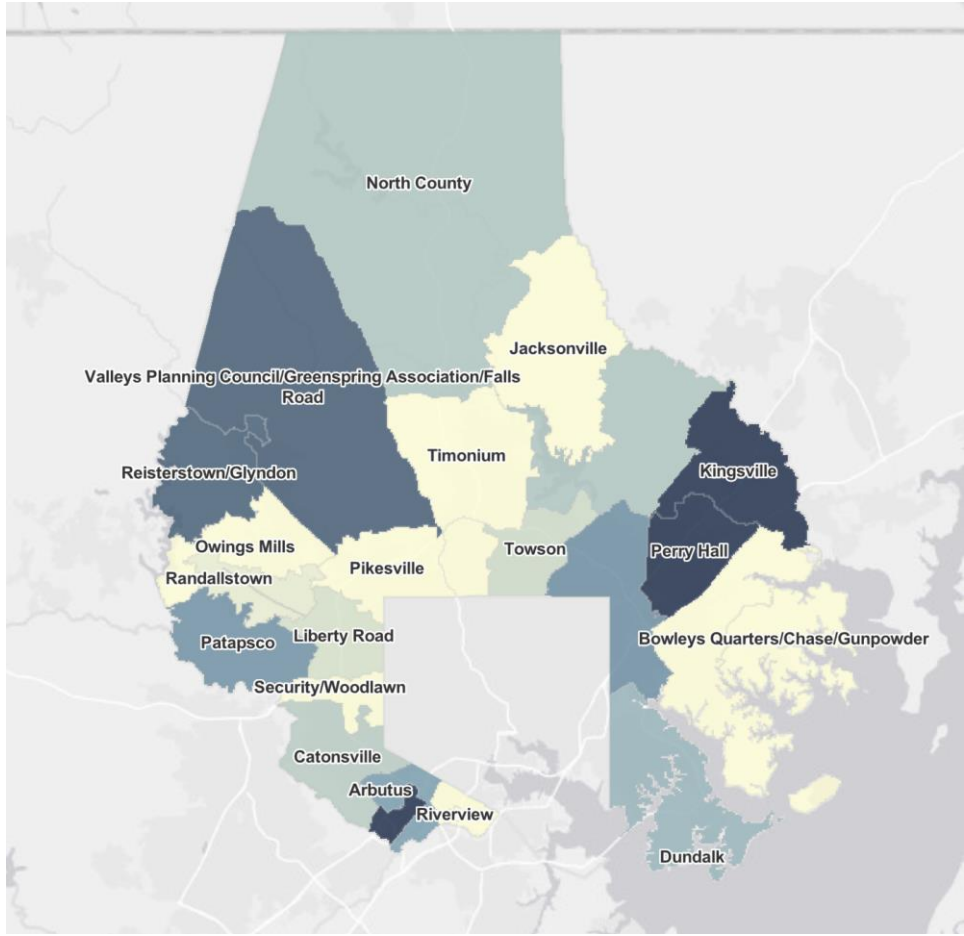 North County
Jacksonville
Valleys Planning Council/Greenspring Association/Falls
Road
Timonium
Reisterstown/Glyndon
Kingsville
Owings Mills
Towson
Perry Hall
Pikesville
Randallstown
Liberty Road
Patapsco
Bowleys Quarters/Chase/Gunpowder
Security/Woodlawn
Catonsville
Arbutus
Riverview
Dundalk